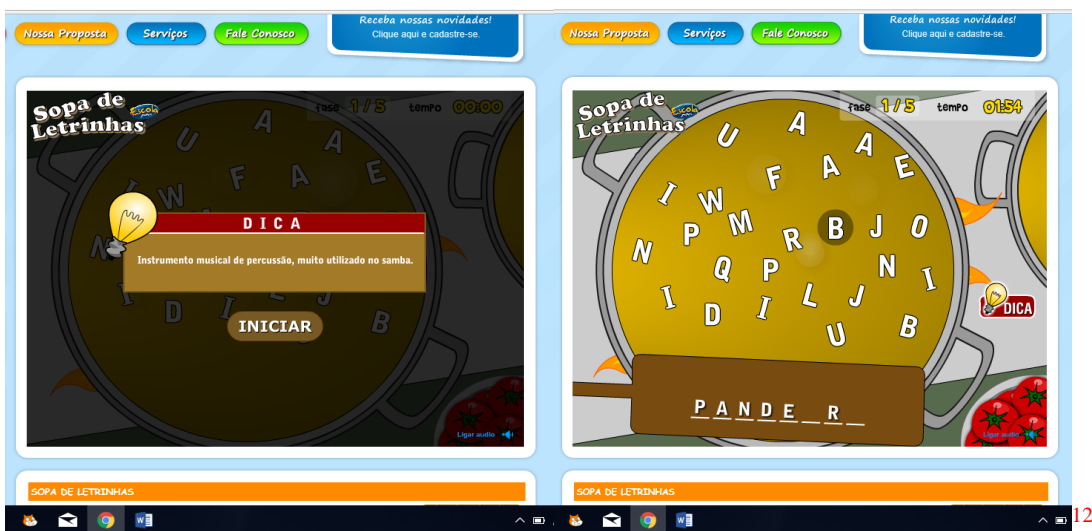 Nossa Proposta
Serviços
Fale Conosco
Receba nossas novidades!
Clique aqui e cadastre-se.
Sopa de
Letrinhas
Escola
fase 1/5 tempo 00:00
U A A
I W F A E
N
DICA
Instrumento musical de percussão, muito utilizado no samba.
I D I L J B
INICIAR
Ligar audio
SOPA DE LETRINHAS
Nossa Proposta
Serviços
Fale Conosco
Receba nossas novidades!
Clique aqui e cadastre-se.
Sopa de
Letrinhas
Escola
fase 1/5 tempo 01:54
U A A
I W F A E
N P M R B J O
Q P N I
I D I L J
U B
DICA
P A N D E _ R _
Ligar audio
SOPA DE LETRINHAS
12